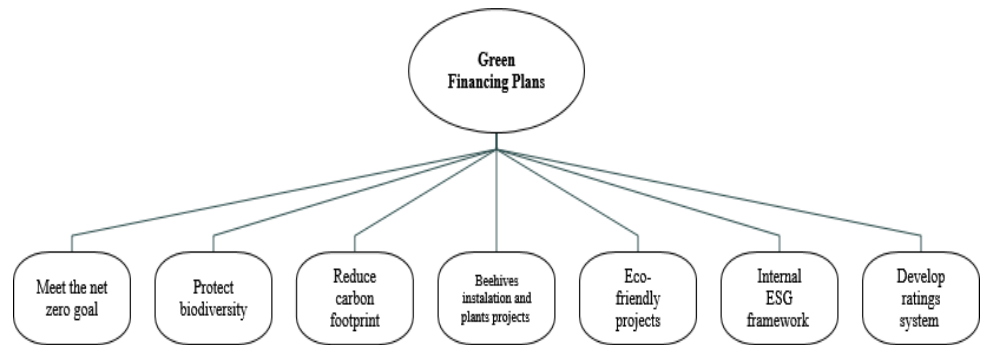 Green
Financing Plans
Meet the net
zero goal
Protect
biodiversity
Reduce
carbon
footprint
Beehives
instalation and
plants projects
Eco-
friendly
projects
Internal
ESG
framework
Develop
ratings
system